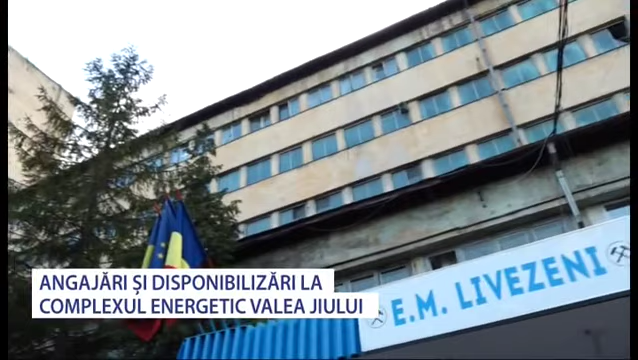 ANGAJĂRI ȘI DISPONIBILIZĂRI LA
COMPLEXUL ENERGETIC VALEA JIULUI
E.M. LIVEZENI